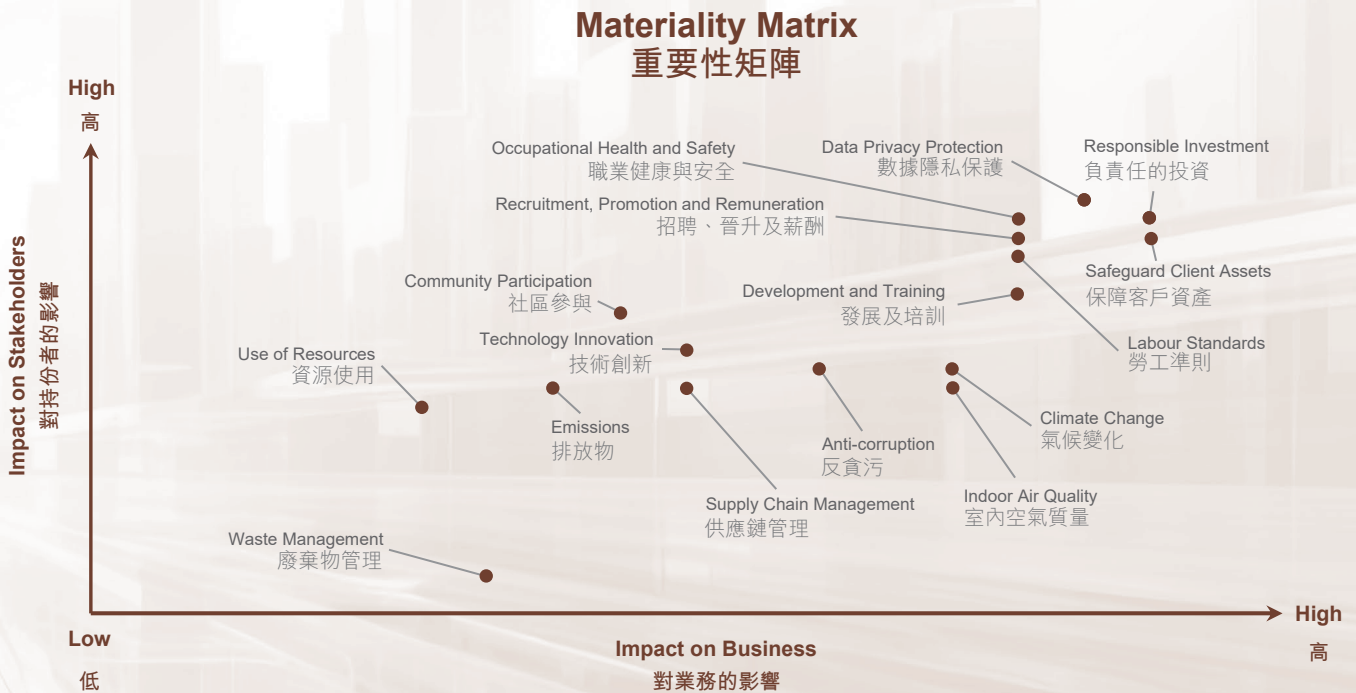 Materiality Matrix
重要性矩陣
High
高
Impact on Stakeholders
對持份者的影響
Occupational Health and Safety
職業健康與安全
Data Privacy Protection
數據隱私保護
Responsible Investment
負責任的投資
Recruitment, Promotion and Remuneration
招聘、晉升及薪酬
Safeguard Client Assets
保障客戶資產
Community Participation
社區參與
Development and Training
發展及培訓
Technology Innovation
技術創新
Labour Standards
勞工準則
Use of Resources
資源使用
Emissions
排放物
Climate Change
氣候變化
Anti-corruption
反貪污
Supply Chain Management
供應鏈管理
Indoor Air Quality
室內空氣質量
Waste Management
廢棄物管理
Low
低
Impact on Business
對業務的影響
High
高